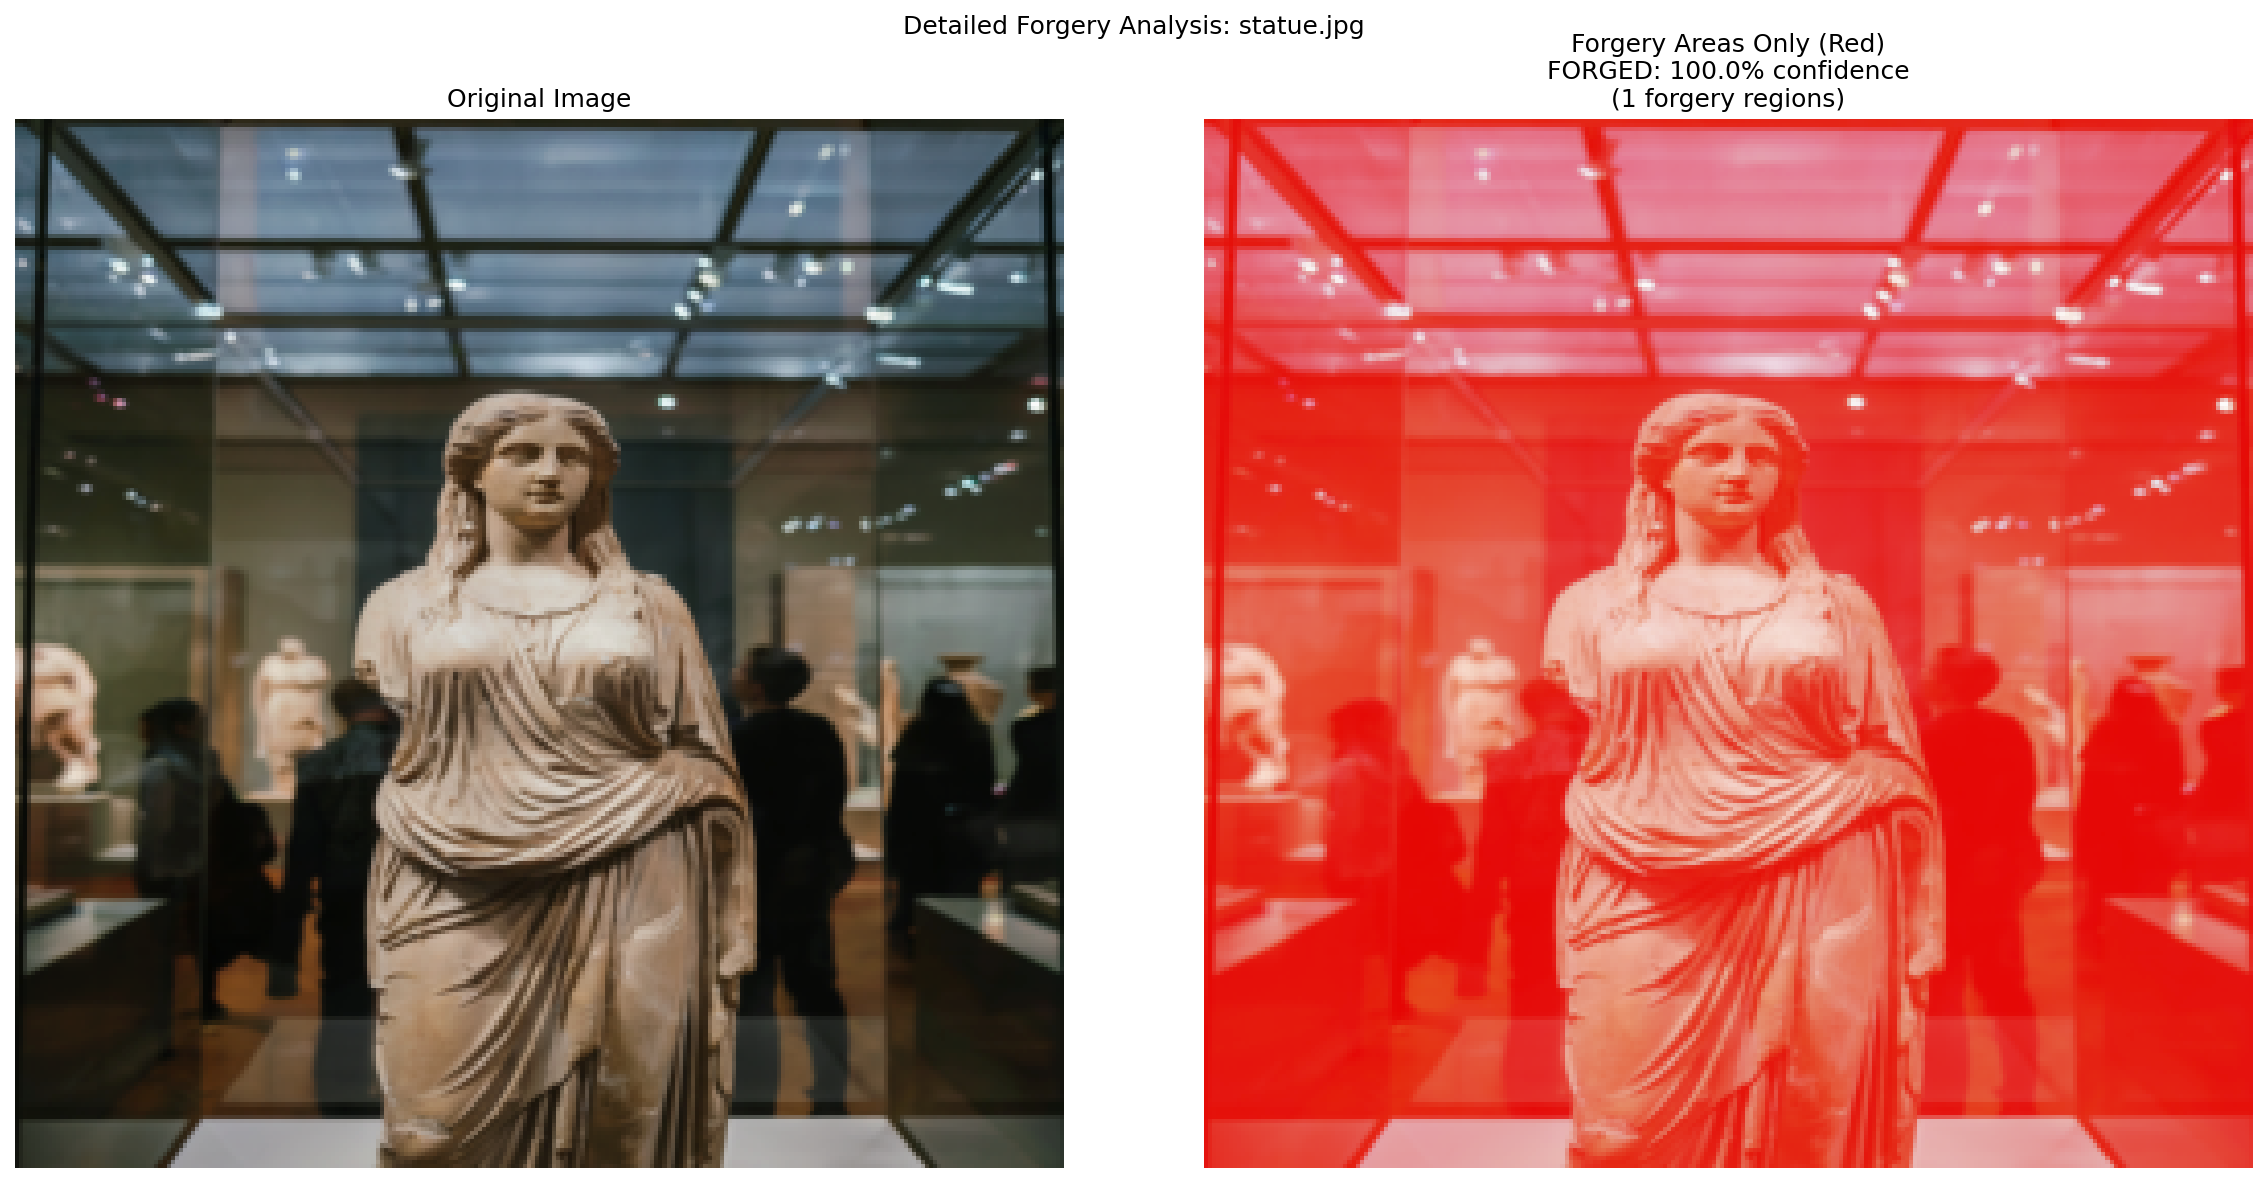 Detailed Forgery Analysis: statue.jpg
Original Image
Forgery Areas Only (Red)
FORGED: 100.0% confidence
(1 forgery regions)